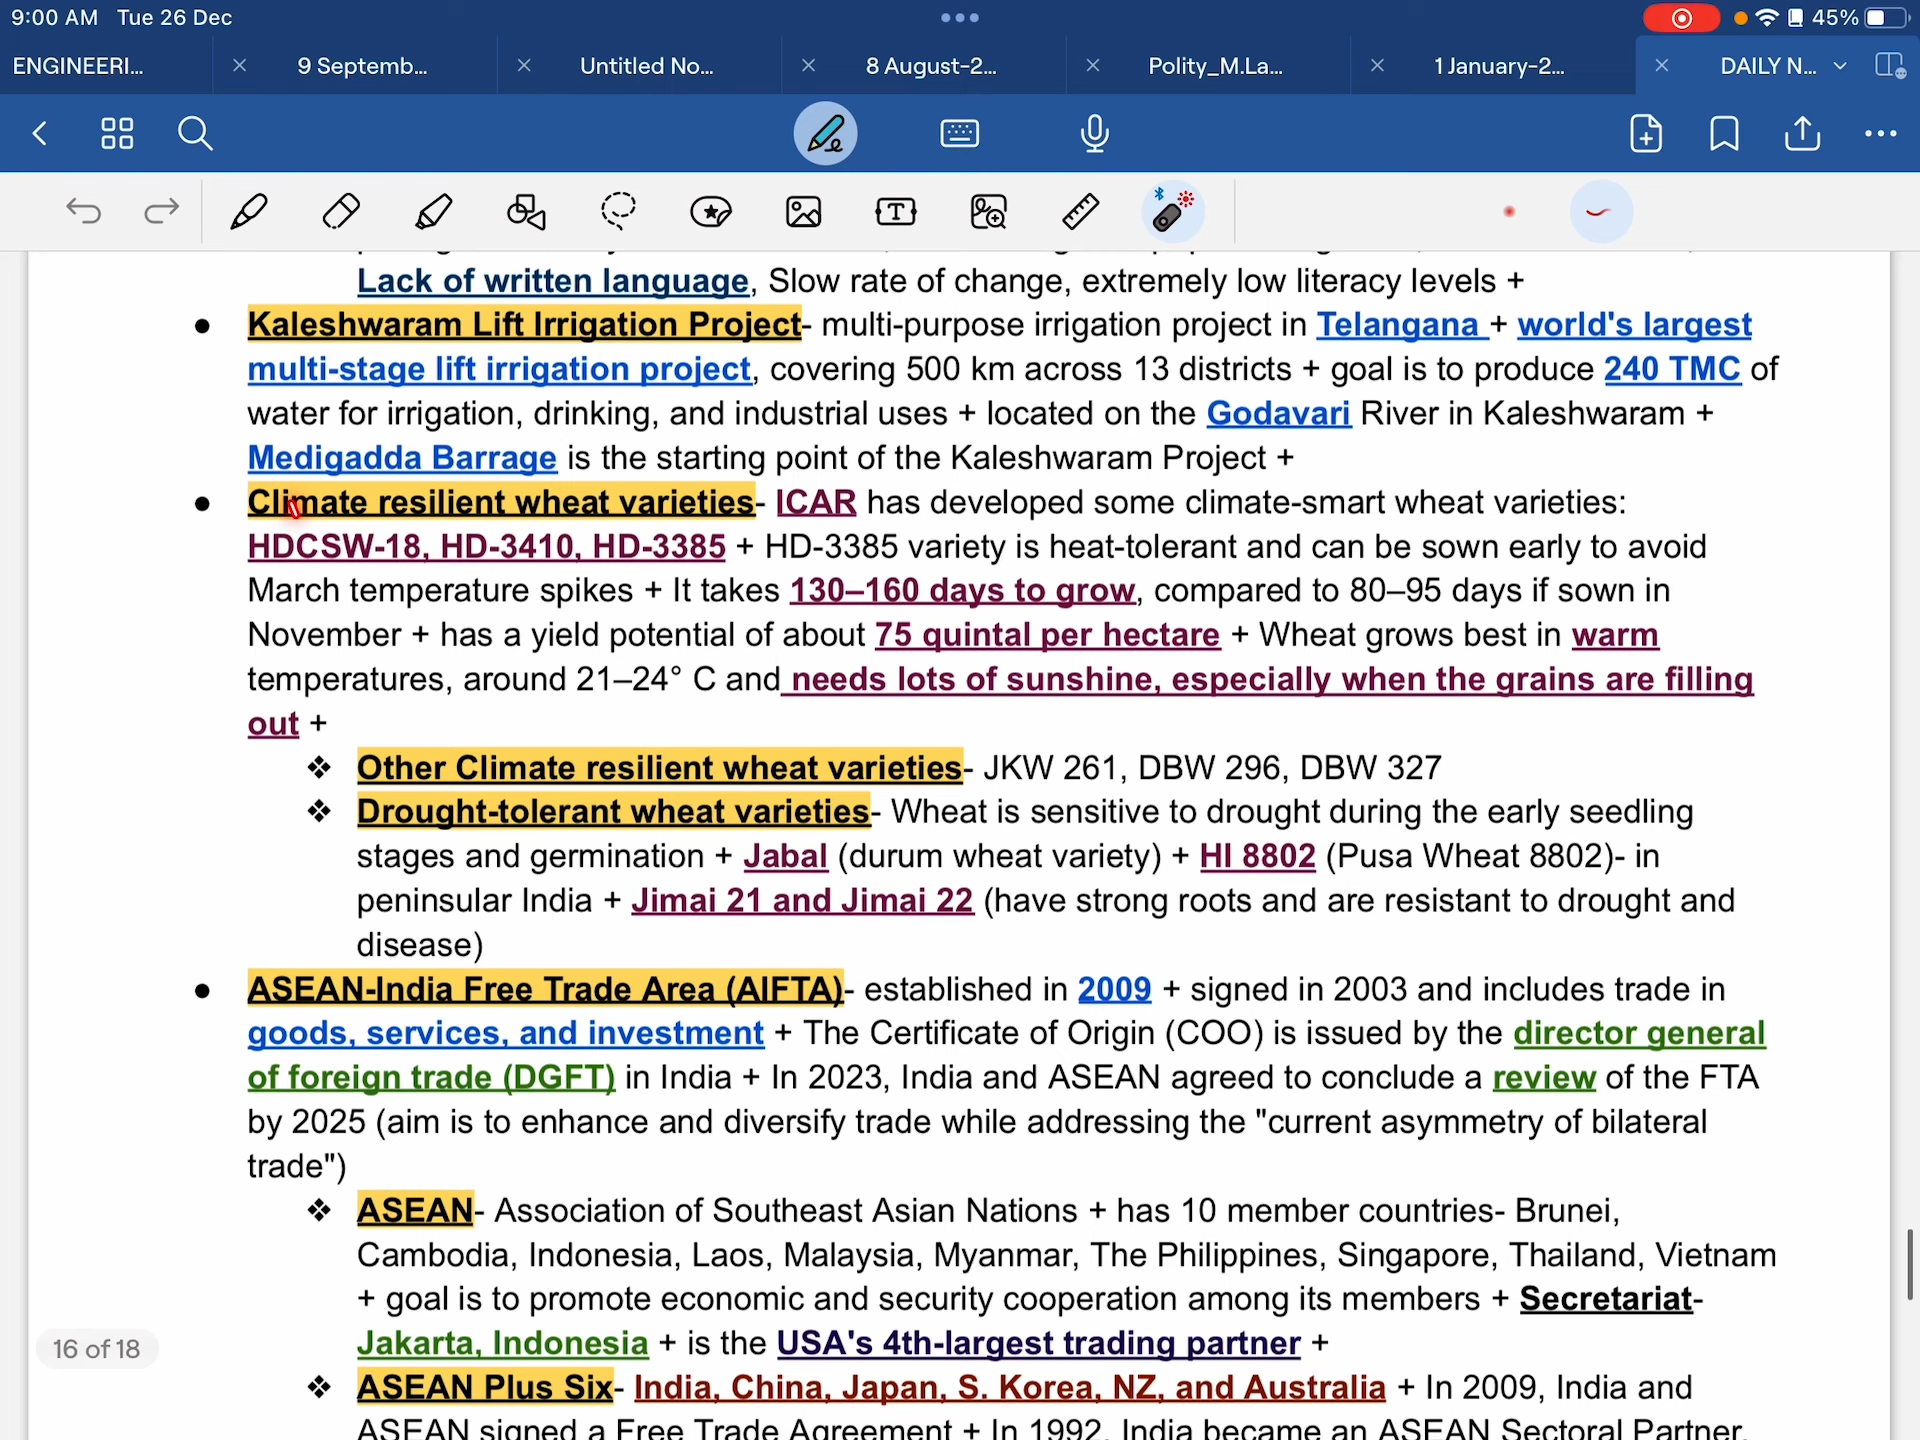 9:00 AM Tue 26 Dec
45%
ENGINEERI...
9 Septemb...
Untitled No...
8 August-2...
Polity_M.La...
1 January-2...
DAILY N...
Lack of written language, Slow rate of change, extremely low literacy levels +
● Kaleshwaram Lift Irrigation Project- multi-purpose irrigation project in Telangana + world's largest
multi-stage lift irrigation project, covering 500 km across 13 districts + goal is to produce 240 TMC of
water for irrigation, drinking, and industrial uses + located on the Godavari River in Kaleshwaram +
Medigadda Barrage is the starting point of the Kaleshwaram Project +
● Climate resilient wheat varieties- ICAR has developed some climate-smart wheat varieties:
HDCSW-18, HD-3410, HD-3385 + HD-3385 variety is heat-tolerant and can be sown early to avoid
March temperature spikes + It takes 130–160 days to grow, compared to 80–95 days if sown in
November + has a yield potential of about 75 quintal per hectare + Wheat grows best in warm
temperatures, around 21–24° C and needs lots of sunshine, especially when the grains are filling
out +
❖ Other Climate resilient wheat varieties- JKW 261, DBW 296, DBW 327
❖ Drought-tolerant wheat varieties- Wheat is sensitive to drought during the early seedling
stages and germination + Jabal (durum wheat variety) + HI 8802 (Pusa Wheat 8802)- in
peninsular India + Jimai 21 and Jimai 22 (have strong roots and are resistant to drought and
disease)
● ASEAN-India Free Trade Area (AIFTA)- established in 2009 + signed in 2003 and includes trade in
goods, services, and investment + The Certificate of Origin (COO) is issued by the director general
of foreign trade (DGFT) in India + In 2023, India and ASEAN agreed to conclude a review of the FTA
by 2025 (aim is to enhance and diversify trade while addressing the "current asymmetry of bilateral
trade")
❖ ASEAN- Association of Southeast Asian Nations + has 10 member countries- Brunei,
Cambodia, Indonesia, Laos, Malaysia, Myanmar, The Philippines, Singapore, Thailand, Vietnam
+ goal is to promote economic and security cooperation among its members + Secretariat-
Jakarta, Indonesia + is the USA's 4th-largest trading partner +
16 of 18
❖ ASEAN Plus Six- India, China, Japan, S. Korea, NZ, and Australia + In 2009, India and
ASEAN signed a Free Trade Agreement + In 1992, India became an ASEAN Sectoral Partner,